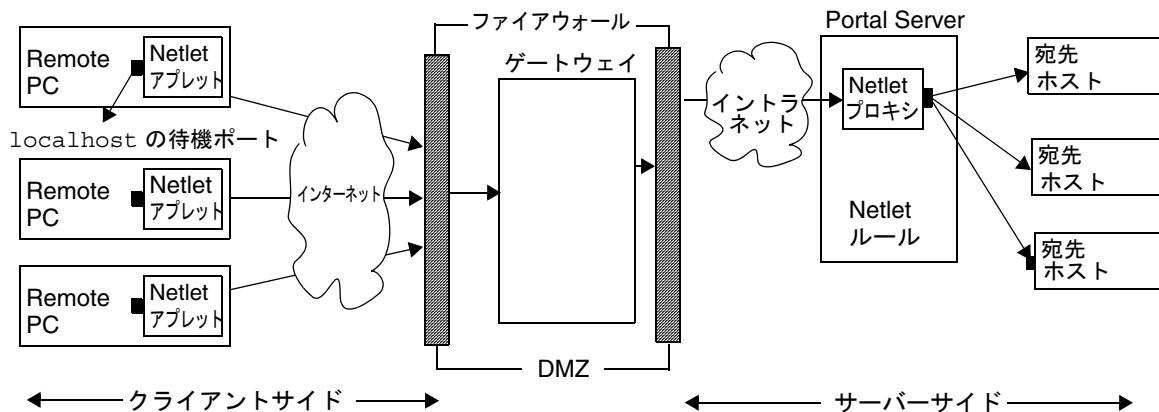 ファイアウォール
Portal Server
Remote
PC
Netlet
アプレット
ゲートウェイ
宛先
ホスト
Netlet
プロキシ
イントラ
ネット
localhost の待機ポート
Remote
PC
Netlet
アプレット
インターネット
宛先
ホスト
Netlet
ルール
宛先
ホスト
Remote
PC
Netlet
アプレット
DMZ
クライアントサイド
サーバーサイド